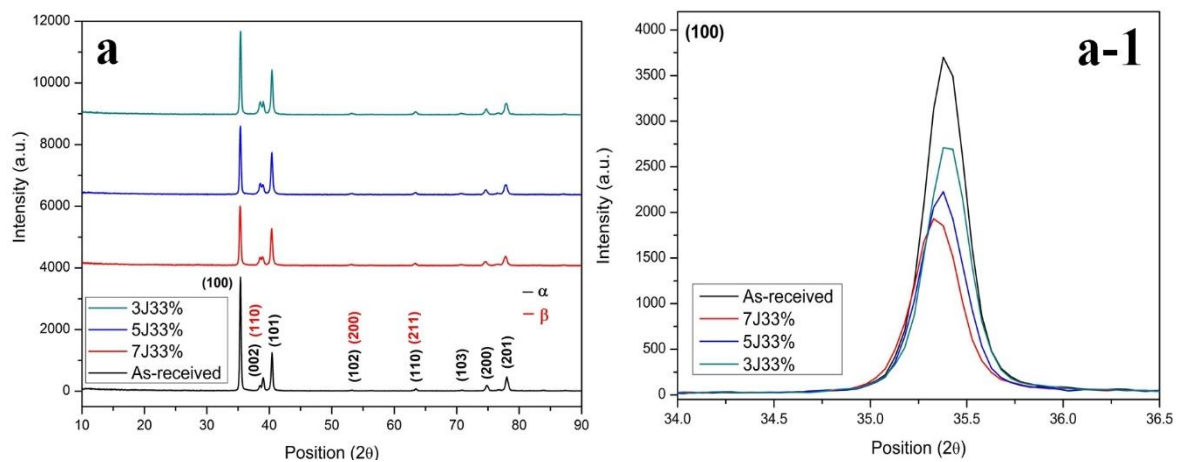 a
12000
10000
8000
6000
4000
2000
0
Intensity (a.u.)
(100)
(002)
(110)
(101)
(102)
(200)
(110)
(211)
(103)
(200)
(201)
– α
– β
3J33%
5J33%
7J33%
As-received
10 20 30 40 50 60 70 80 90
Position (2θ)
(100)
a-1
4000
3500
3000
2500
2000
1500
1000
500
0
Intensity (a.u.)
As-received
7J33%
5J33%
3J33%
34.0 34.5 35.0 35.5 36.0 36.5
Position (2θ)